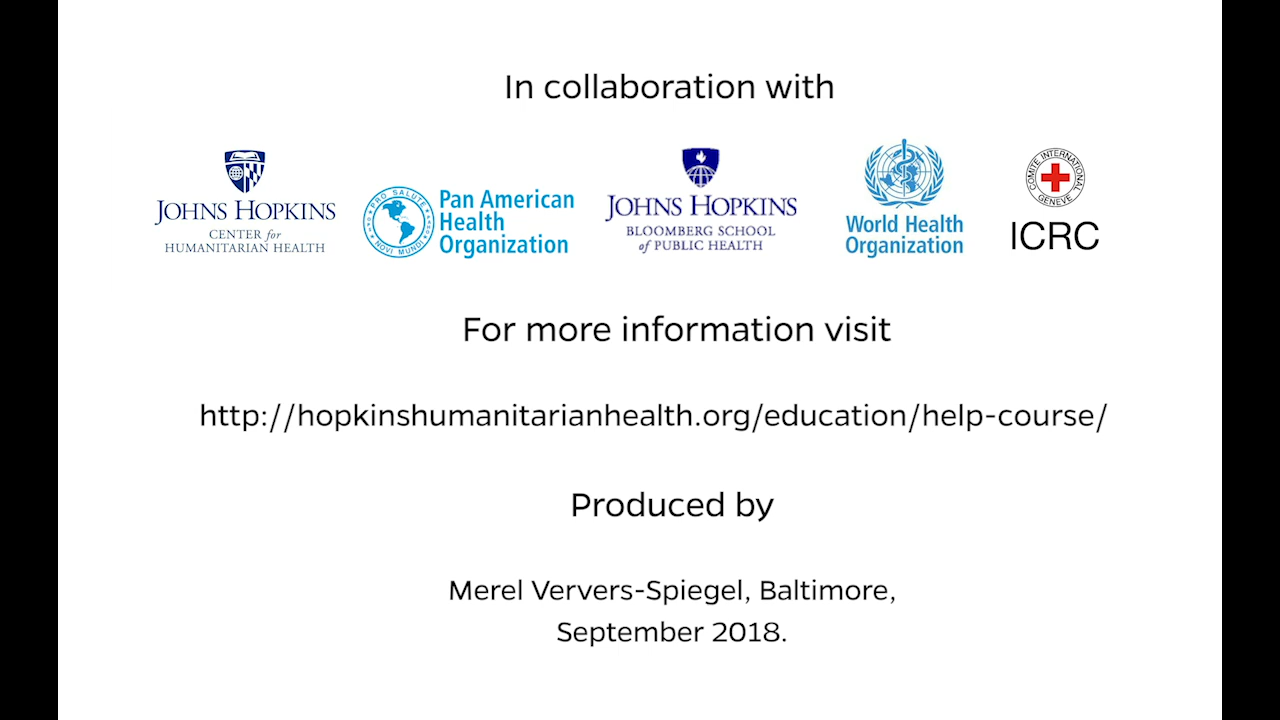 In collaboration with
JOHNS HOPKINS
CENTER for
HUMANITARIAN HEALTH
PRO SALUTE
NOVI MUNDI
Pan American
Health
Organization
JOHNS HOPKINS
BLOOMBERG SCHOOL
of PUBLIC HEALTH
World Health
Organization
COMITE INTERNATIONAL
GENEVE
ICRC
For more information visit
http://hopkinshumanitarianhealth.org/education/help-course/
Produced by
Merel Ververs-Spiegel, Baltimore,
September 2018.